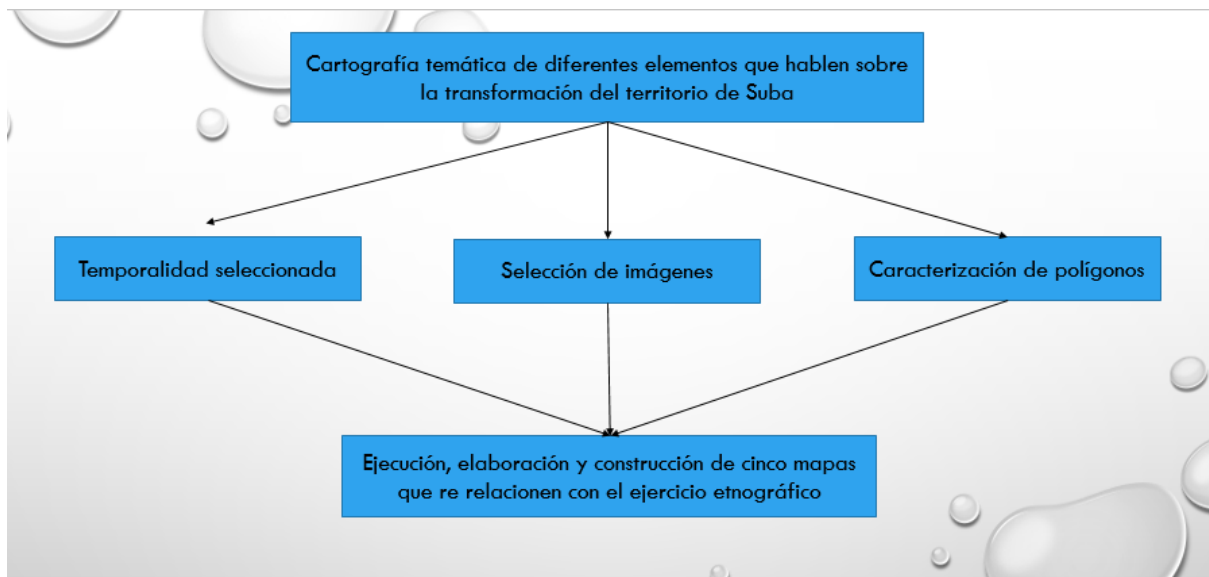 Cartografía temática de diferentes elementos que hablen sobre
la transformación del territorio de Suba
Temporalidad seleccionada
Selección de imágenes
Caracterización de polígonos
Ejecución, elaboración y construcción de cinco mapas
que re relacionen con el ejercicio etnográfico